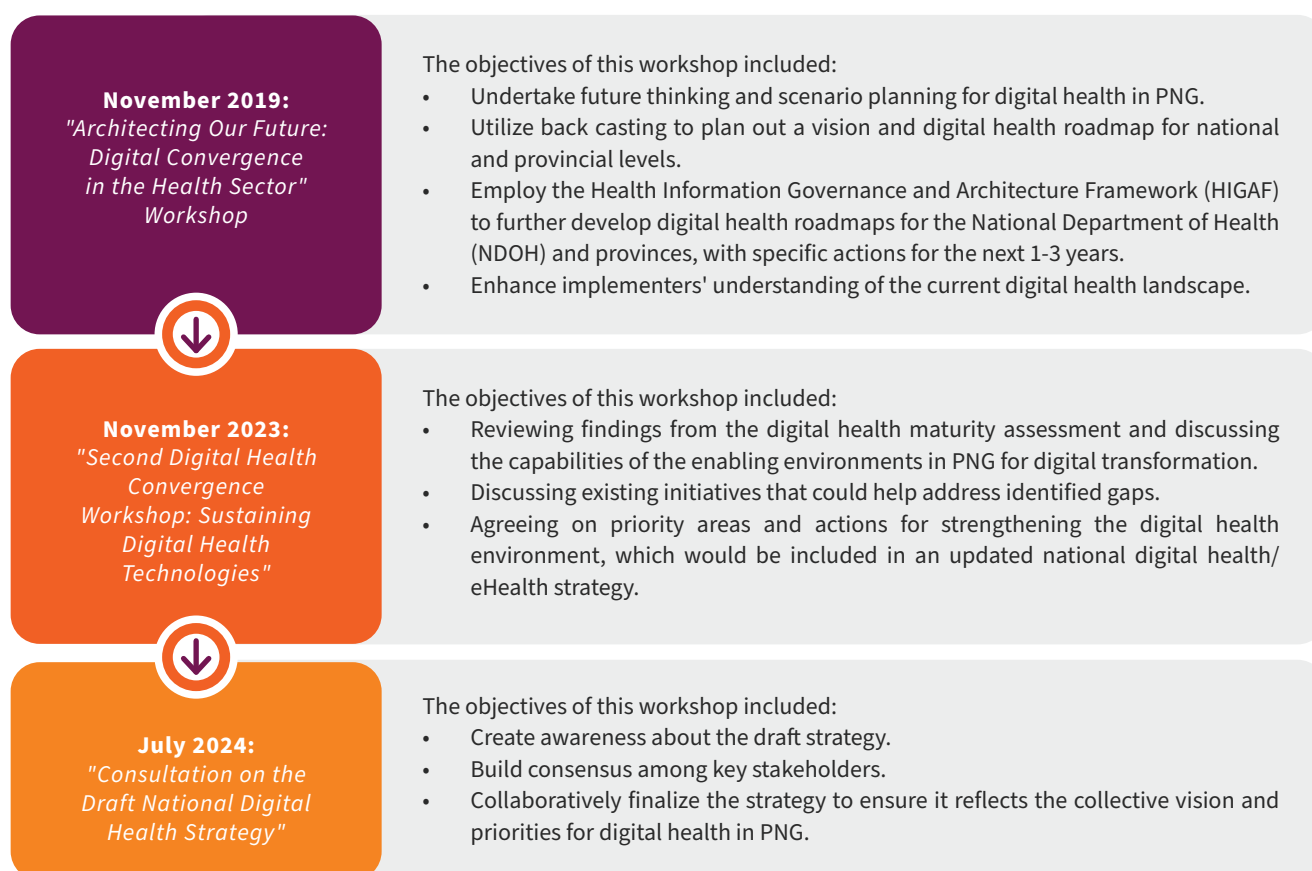 November 2019:
"Architecting Our Future:
Digital Convergence
in the Health Sector"
Workshop
The objectives of this workshop included:
• Undertake future thinking and scenario planning for digital health in PNG.
• Utilize back casting to plan out a vision and digital health roadmap for national
and provincial levels.
• Employ the Health Information Governance and Architecture Framework (HIGAF)
to further develop digital health roadmaps for the National Department of Health
(NDOH) and provinces, with specific actions for the next 1-3 years.
• Enhance implementers' understanding of the current digital health landscape.
November 2023:
"Second Digital Health
Convergence
Workshop: Sustaining
Digital Health
Technologies"
The objectives of this workshop included:
• Reviewing findings from the digital health maturity assessment and discussing
the capabilities of the enabling environments in PNG for digital transformation.
• Discussing existing initiatives that could help address identified gaps.
• Agreeing on priority areas and actions for strengthening the digital health
environment, which would be included in an updated national digital health/
eHealth strategy.
July 2024:
"Consultation on the
Draft National Digital
Health Strategy"
The objectives of this workshop included:
• Create awareness about the draft strategy.
• Build consensus among key stakeholders.
• Collaboratively finalize the strategy to ensure it reflects the collective vision and
priorities for digital health in PNG.